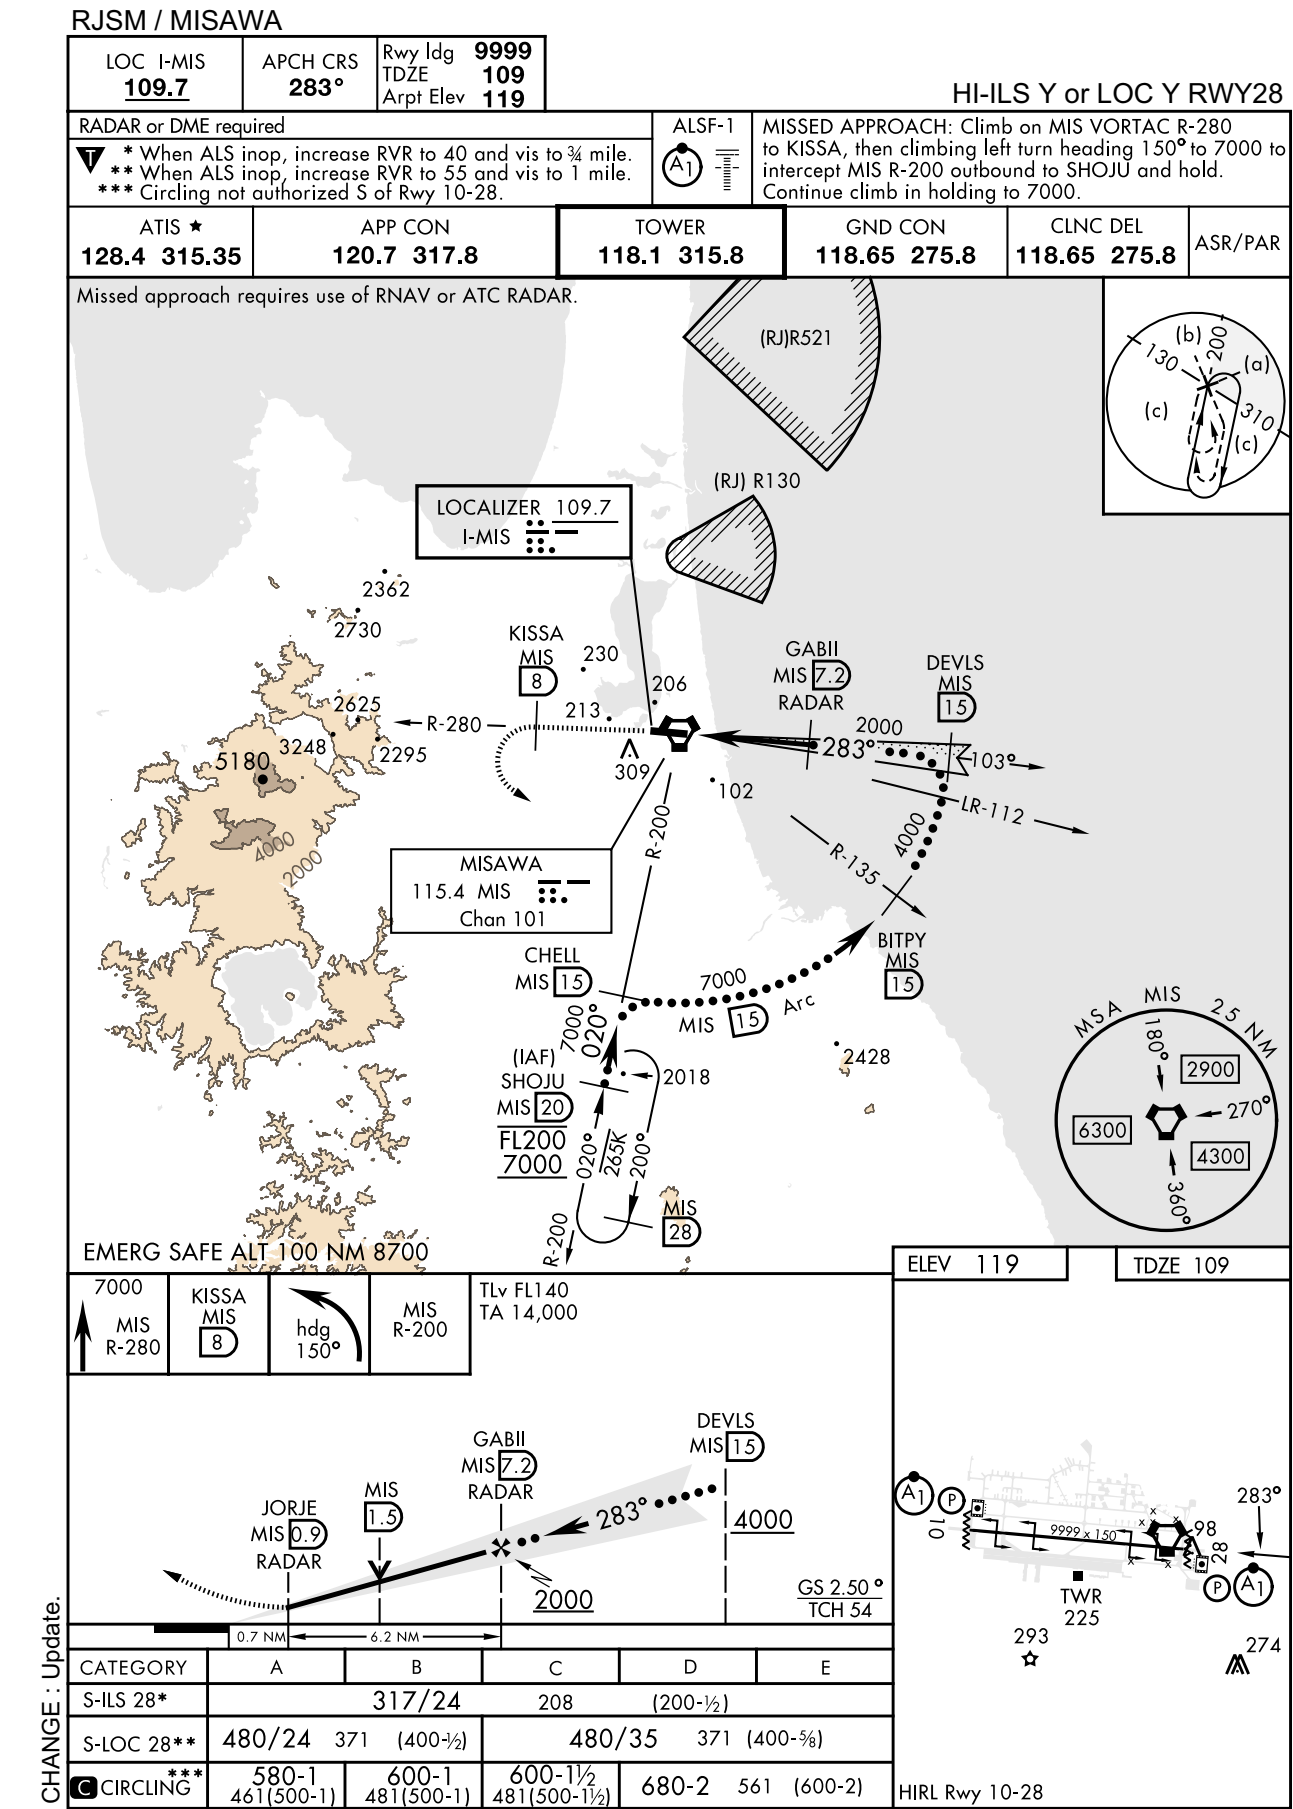 RJSM / MISAWA
LOC I-MIS
109.7
APCH CRS
283°
Rwy ldg 9999
TDZE 109
Arpt Elev 119
HI-ILS Y or LOC Y RWY28
RADAR or DME required
T
* When ALS inop, increase RVR to 40 and vis to ¾ mile.
** When ALS inop, increase RVR to 55 and vis to 1 mile.
*** Circling not authorized S of Rwy 10-28.
ALSF-1
A1
MISSED APPROACH: Climb on MIS VORTAC R-280
to KISSA, then climbing left turn heading 150° to 7000 to
intercept MIS R-200 outbound to SHOJU and hold.
Continue climb in holding to 7000.
ATIS ★
128.4 315.35
APP CON
120.7 317.8
TOWER
118.1 315.8
GND CON
118.65 275.8
CLNC DEL
118.65 275.8
ASR/PAR
Missed approach requires use of RNAV or ATC RADAR.
(RJ)R521
(b)
200
130
(a)
(c)
310
(c)
(RJ) R130
LOCALIZER 109.7
I-MIS
2362
2730
KISSA
MIS
8
230
206
213
GABII
MIS 7.2
RADAR
DEVLS
MIS
15
2625
R-280
2000
3248
2295
5180
309
283°
103°
102
LR-112
4000
R-200
R-135
4000
2000
MISAWA
115.4 MIS
Chan 101
BITPY
MIS
15
CHELL
MIS 15
7000
MIS 15 Arc
7000
020°
MSA MIS 25 NM
180°
2900
270°
6300
4300
360°
2428
(IAF)
SHOJU
MIS 20
FL200
7000
2018
020°
265K
200°
MIS
28
R-200
EMERG SAFE ALT 100 NM 8700
ELEV 119
TDZE 109
7000
MIS
R-280
KISSA
MIS
8
hdg
150°
MIS
R-200
TLv FL140
TA 14,000
DEVLS
MIS 15
GABII
MIS 7.2
RADAR
MIS
1.5
JORJE
MIS 0.9
RADAR
283°
4000
2000
GS 2.50°
TCH 54
0.7 NM
6.2 NM
A1
P
10
9999 x 150
x x
x
x x
98
28
283°
P
A1
TWR
225
293
274
HIRL Rwy 10-28
CATEGORY A B C D E
S-ILS 28* 317/24 208 (200-½)
S-LOC 28** 480/24 371 (400-½) 480/35 371 (400-⅝)
C CIRCLING*** 580-1 461(500-1) 600-1 481(500-1) 600-1½ 481(500-1½) 680-2 561 (600-2)
CHANGE : Update.